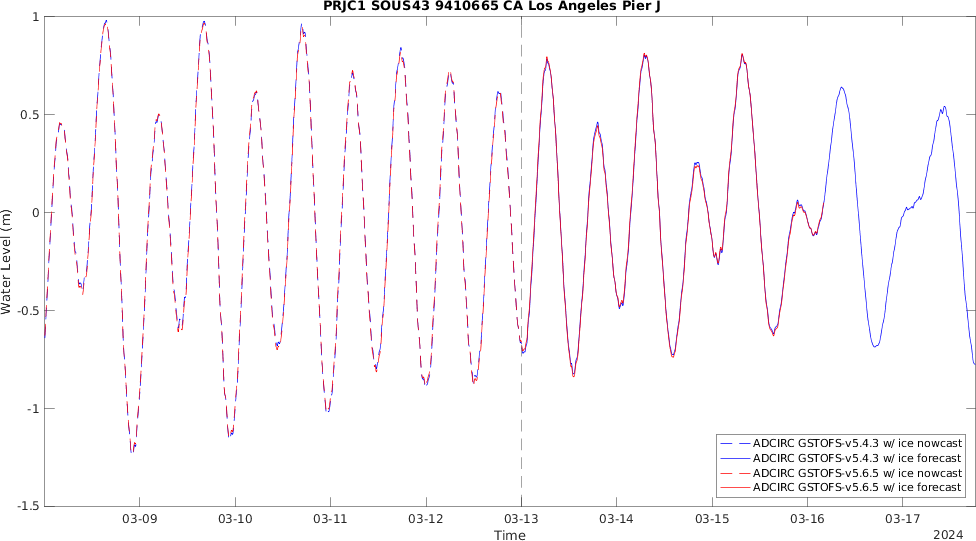 PRJC1 SOUS43 9410665 CA Los Angeles Pier J
Water Level (m)
1
0.5
0
-0.5
-1
-1.5
03-09
03-10
03-11
03-12
03-13
03-14
03-15
03-16
03-17
Time
2024
ADCIRC GSTOFS-v5.4.3 w/ ice nowcast
ADCIRC GSTOFS-v5.4.3 w/ ice forecast
ADCIRC GSTOFS-v5.6.5 w/ ice nowcast
ADCIRC GSTOFS-v5.6.5 w/ ice forecast